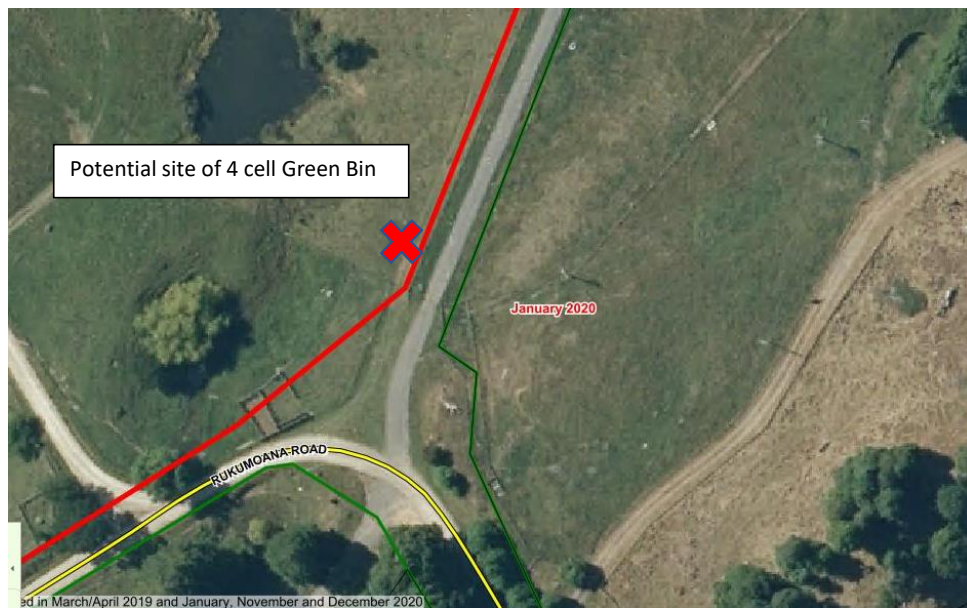 Potential site of 4 cell Green Bin
January 2020
RUKUMOANA ROAD
ed in March/April 2019 and January, November and December 2020